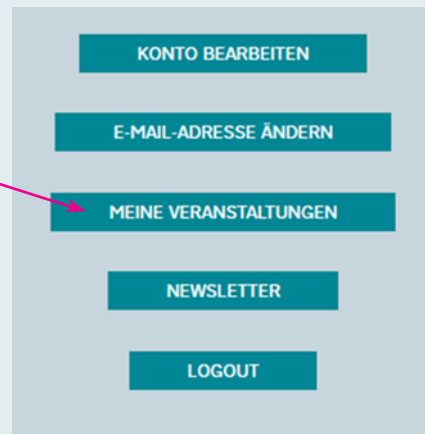 KONTO BEARBEITEN
E-MAIL-ADRESSE ÄNDERN
MEINE VERANSTALTUNGEN
NEWSLETTER
LOGOUT